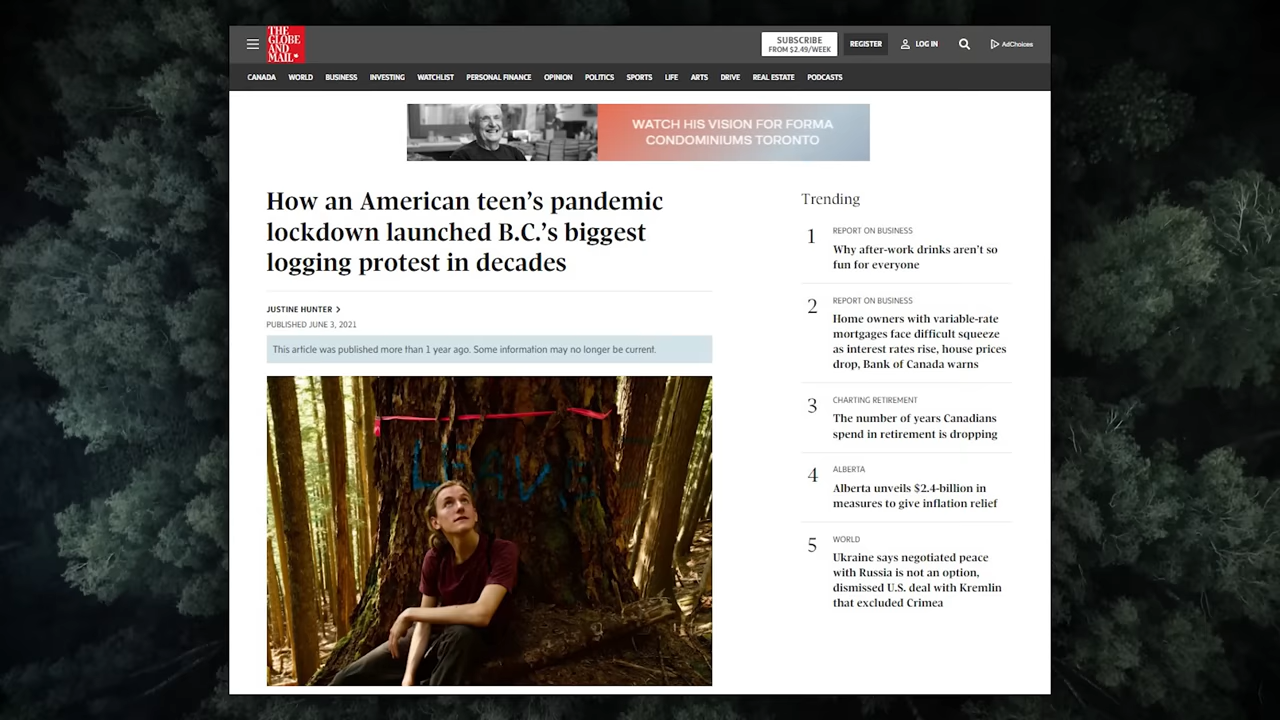 THE
GLOBE
AND
MAIL
SUBSCRIBE
FROM $2.49/WEEK
REGISTER
LOG IN
AdChoices
CANADA WORLD BUSINESS INVESTING WATCHLIST PERSONAL FINANCE OPINION POLITICS SPORTS LIFE ARTS DRIVE REAL ESTATE PODCASTS
WATCH HIS VISION FOR FORMA
CONDOMINIUMS TORONTO
How an American teen’s pandemic
lockdown launched B.C.’s biggest
logging protest in decades
JUSTINE HUNTER >
PUBLISHED JUNE 3, 2021
This article was published more than 1 year ago. Some information may no longer be current.
LEAVE
Trending
1
REPORT ON BUSINESS
Why after-work drinks aren’t so
fun for everyone
2
REPORT ON BUSINESS
Home owners with variable-rate
mortgages face difficult squeeze
as interest rates rise, house prices
drop, Bank of Canada warns
3
CHARTING RETIREMENT
The number of years Canadians
spend in retirement is dropping
4
ALBERTA
Alberta unveils $2.4-billion in
measures to give inflation relief
5
WORLD
Ukraine says negotiated peace
with Russia is not an option,
dismissed U.S. deal with Kremlin
that excluded Crimea